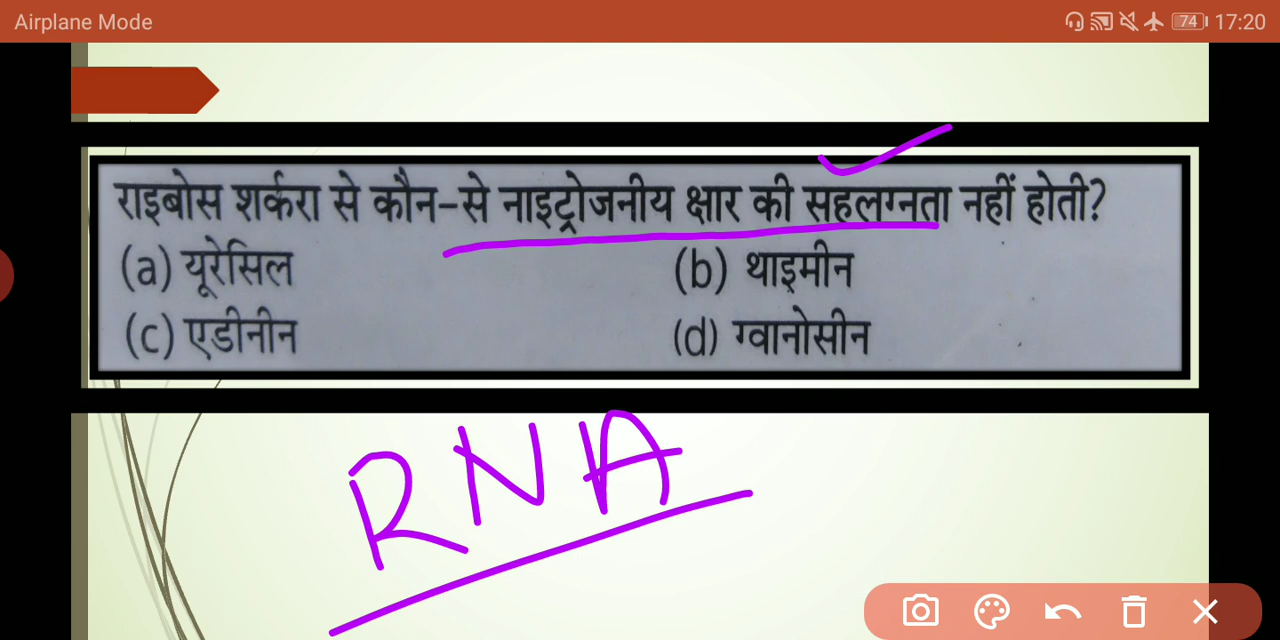 Airplane Mode 74 17:20
राइबोस शर्करा से कौन-से नाइट्रोजनीय क्षार की सहलग्नता नहीं होती?
(a) यूरेसिल (b) थाइमीन
(c) एडीनीन (d) ग्वानोसीन
RNA